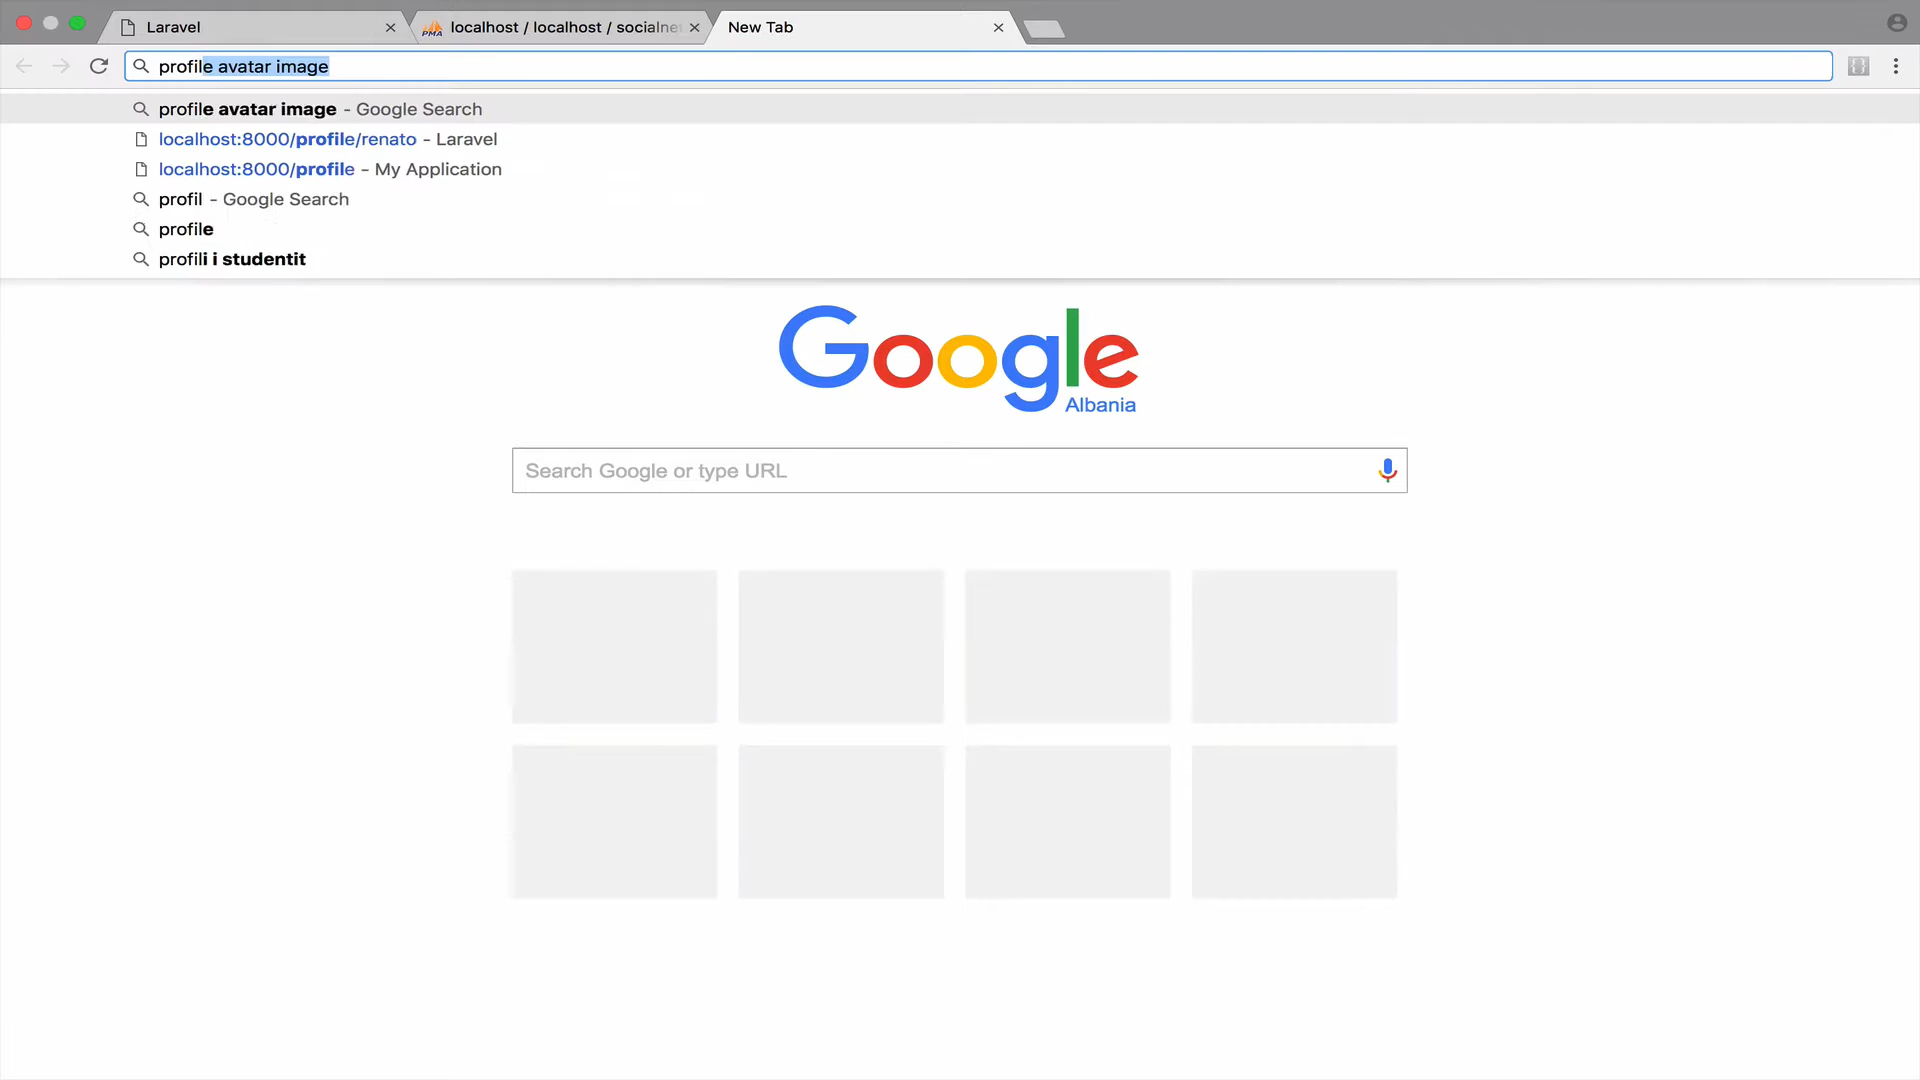 Laravel
localhost / localhost / socialne
New Tab
profile avatar image
profile avatar image - Google Search
localhost:8000/profile/renato - Laravel
localhost:8000/profile - My Application
profil - Google Search
profile
profili i studentit
Google
Albania
Search Google or type URL